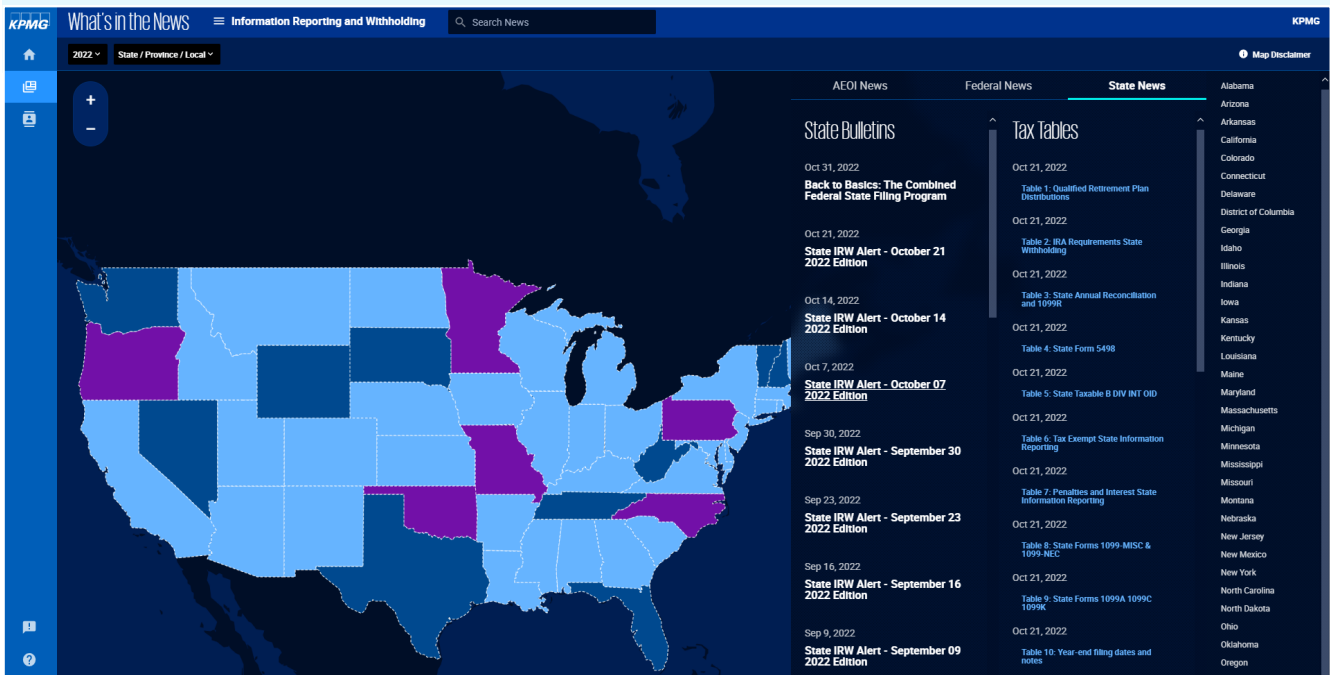 KPMG
What's in the News
Information Reporting and Withholding
Search News
KPMG
2022
State / Province / Local
Map Disclaimer
AEOI News
Federal News
State News
State Bulletins
Oct 31, 2022
Back to Basics: The Combined
Federal State Filing Program
Oct 21, 2022
State IRW Alert - October 21
2022 Edition
Oct 14, 2022
State IRW Alert - October 14
2022 Edition
Oct 7, 2022
State IRW Alert - October 07
2022 Edition
Sep 30, 2022
State IRW Alert - September 30
2022 Edition
Sep 23, 2022
State IRW Alert - September 23
2022 Edition
Sep 16, 2022
State IRW Alert - September 16
2022 Edition
Sep 9, 2022
State IRW Alert - September 09
2022 Edition
Tax Tables
Oct 21, 2022
Table 1: Qualified Retirement Plan
Distributions
Oct 21, 2022
Table 2: IRA Requirements State
Withholding
Oct 21, 2022
Table 3: State Annual Reconciliation
and 1099R
Oct 21, 2022
Table 4: State Form 5498
Oct 21, 2022
Table 5: State Taxable B DIV INT OID
Oct 21, 2022
Table 6: Tax Exempt State Information
Reporting
Oct 21, 2022
Table 7: Penalties and Interest State
Information Reporting
Oct 21, 2022
Table 8: State Forms 1099-MISC &
1099-NEC
Oct 21, 2022
Table 9: State Forms 1099A 1099C
1099K
Oct 21, 2022
Table 10: Year-end filing dates and
notes
Alabama
Arizona
Arkansas
California
Colorado
Connecticut
Delaware
District of Columbia
Georgia
Idaho
Illinois
Indiana
Iowa
Kansas
Kentucky
Louisiana
Maine
Maryland
Massachusetts
Michigan
Minnesota
Mississippi
Missouri
Montana
Nebraska
New Jersey
New Mexico
New York
North Carolina
North Dakota
Ohio
Oklahoma
Oregon